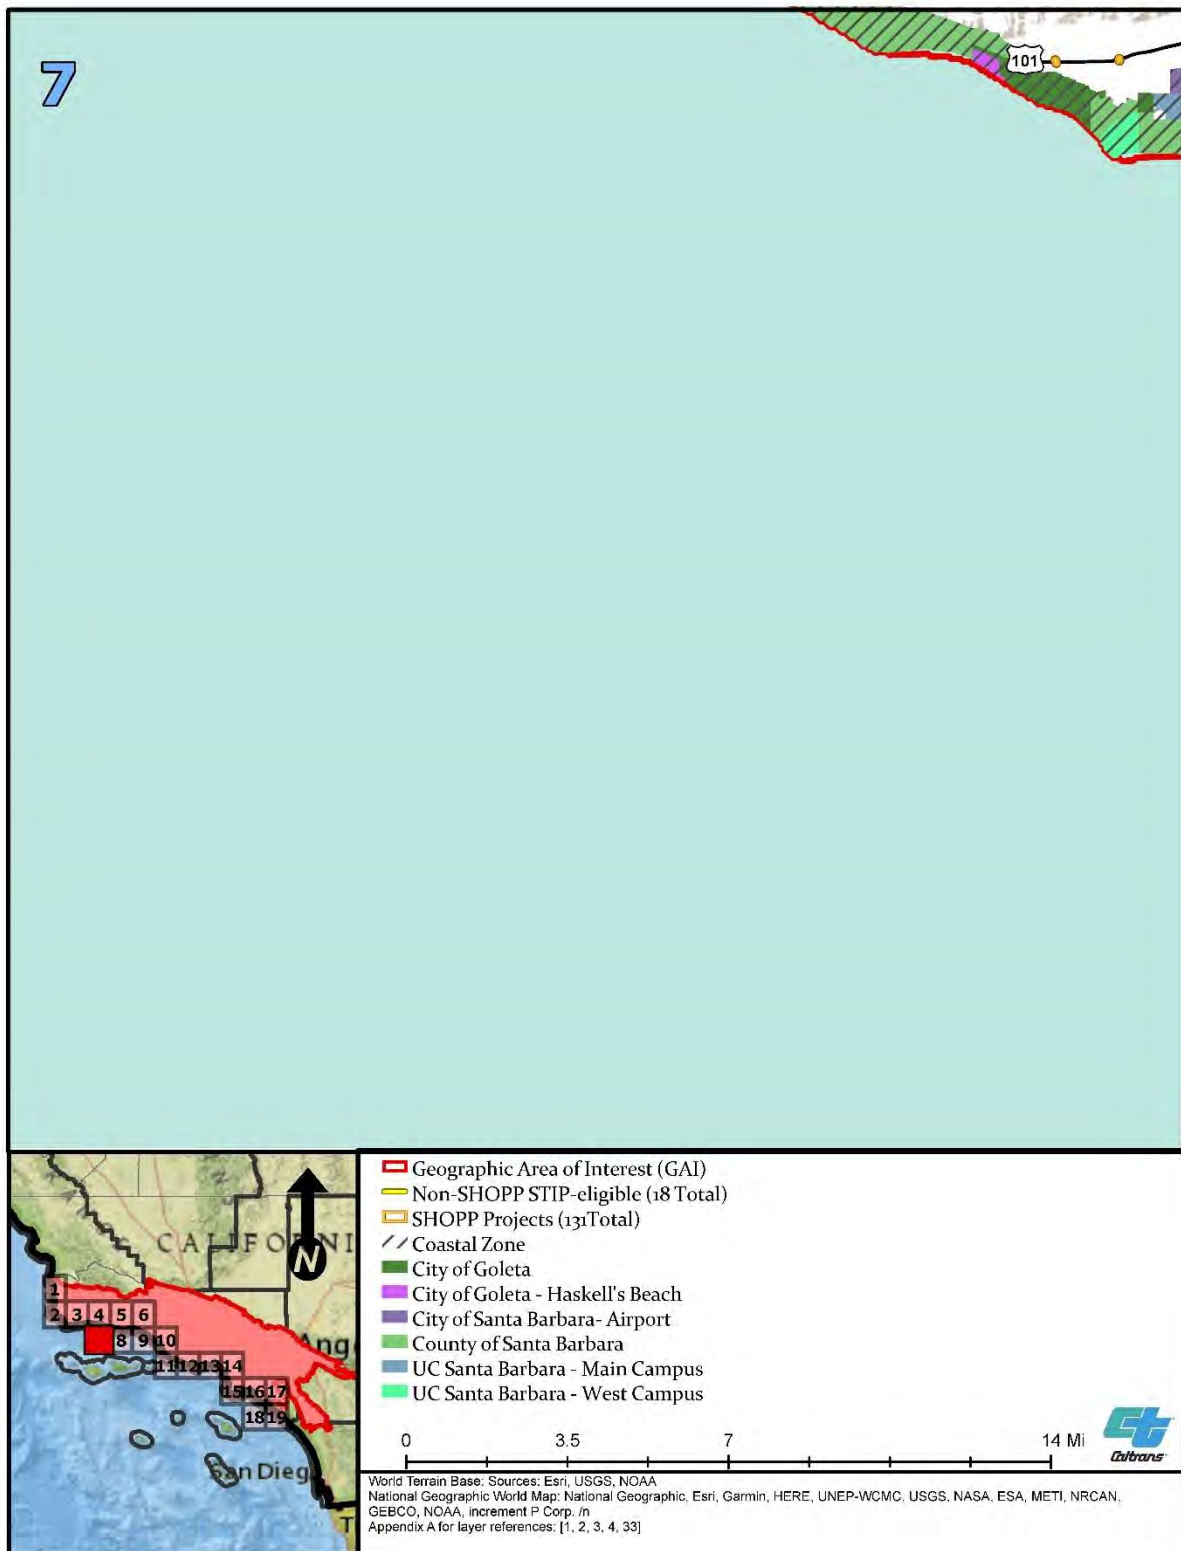 7
101
CALIFORNI
N
1
2 3 4 5 6
8 9 10
Ang
11 12 13 14
15 16 17
18 19
San Dieg
T
Geographic Area of Interest (GAI)
Non-SHOPP STIP-eligible (18 Total)
SHOPP Projects (131Total)
Coastal Zone
City of Goleta
City of Goleta - Haskell's Beach
City of Santa Barbara- Airport
County of Santa Barbara
UC Santa Barbara - Main Campus
UC Santa Barbara - West Campus
0 3.5 7 14 Mi
Ct
Caltrans
World Terrain Base: Sources: Esri, USGS, NOAA
National Geographic World Map: National Geographic, Esri, Garmin, HERE, UNEP-WCMC, USGS, NASA, ESA, METI, NRCAN,
GEBCO, NOAA, increment P Corp. /n
Appendix A for layer references: [1, 2, 3, 4, 33]